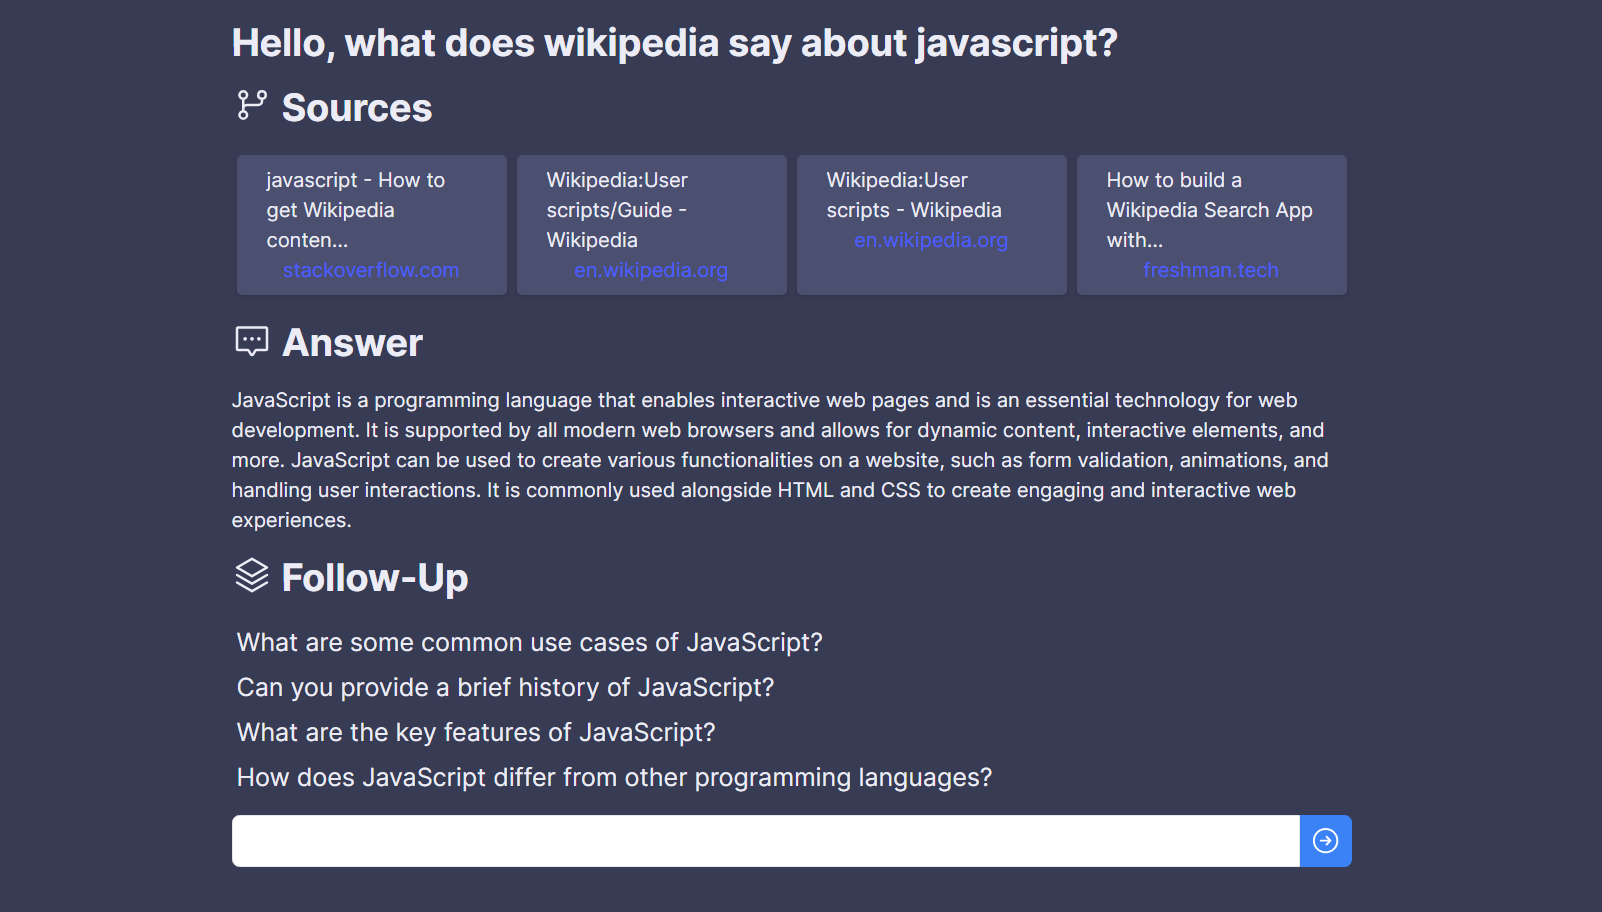 Hello, what does wikipedia say about javascript?
Sources
javascript - How to
get Wikipedia
conten...
stackoverflow.com
Wikipedia:User
scripts/Guide -
Wikipedia
en.wikipedia.org
Wikipedia:User
scripts - Wikipedia
en.wikipedia.org
How to build a
Wikipedia Search App
with...
freshman.tech
Answer
JavaScript is a programming language that enables interactive web pages and is an essential technology for web
development. It is supported by all modern web browsers and allows for dynamic content, interactive elements, and
more. JavaScript can be used to create various functionalities on a website, such as form validation, animations, and
handling user interactions. It is commonly used alongside HTML and CSS to create engaging and interactive web
experiences.
Follow-Up
What are some common use cases of JavaScript?
Can you provide a brief history of JavaScript?
What are the key features of JavaScript?
How does JavaScript differ from other programming languages?